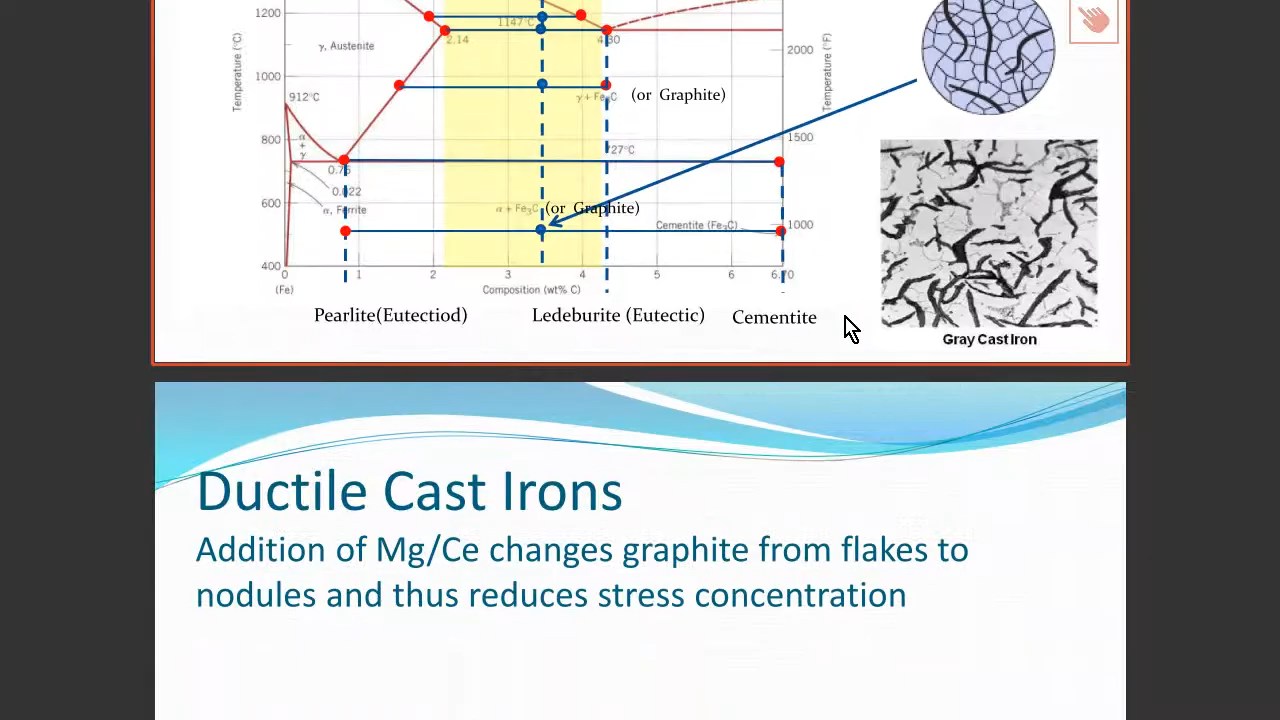 1200
1147°C
2.14
4.30
γ, Austenite
2000
Temperature (°C)
Temperature (°F)
1000
912°C
γ + Fe₃C
(or Graphite)
α
+
γ
800
1500
727°C
0.76
0.022
600
α, Ferrite
α + Fe₃C
(or Graphite)
Cementite (Fe₃C)
1000
400
0
1
2
3
4
5
6
6.70
(Fe)
Composition (wt% C)
Pearlite(Eutectiod)
Ledeburite (Eutectic)
Cementite
Gray Cast Iron
Ductile Cast Irons
Addition of Mg/Ce changes graphite from flakes to
nodules and thus reduces stress concentration